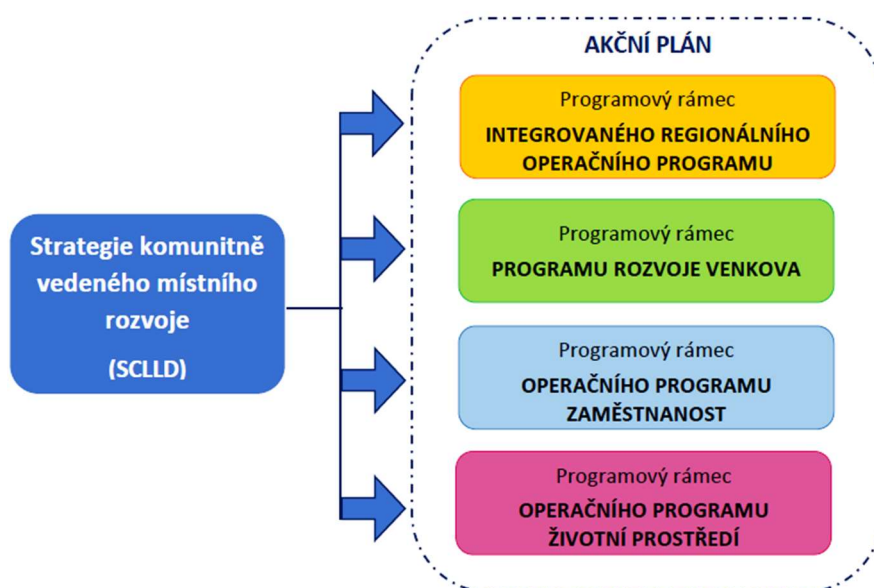 Strategie komunitně
vedeného místního
rozvoje
(SCLLD)
AKČNÍ PLÁN
Programový rámec
INTEGROVANÉHO REGIONÁLNÍHO
OPERAČNÍHO PROGRAMU
Programový rámec
PROGRAMU ROZVOJE VENKOVA
Programový rámec
OPERAČNÍHO PROGRAMU
ZAMĚSTNANOST
Programový rámec
OPERAČNÍHO PROGRAMU
ŽIVOTNÍ PROSTŘEDÍ